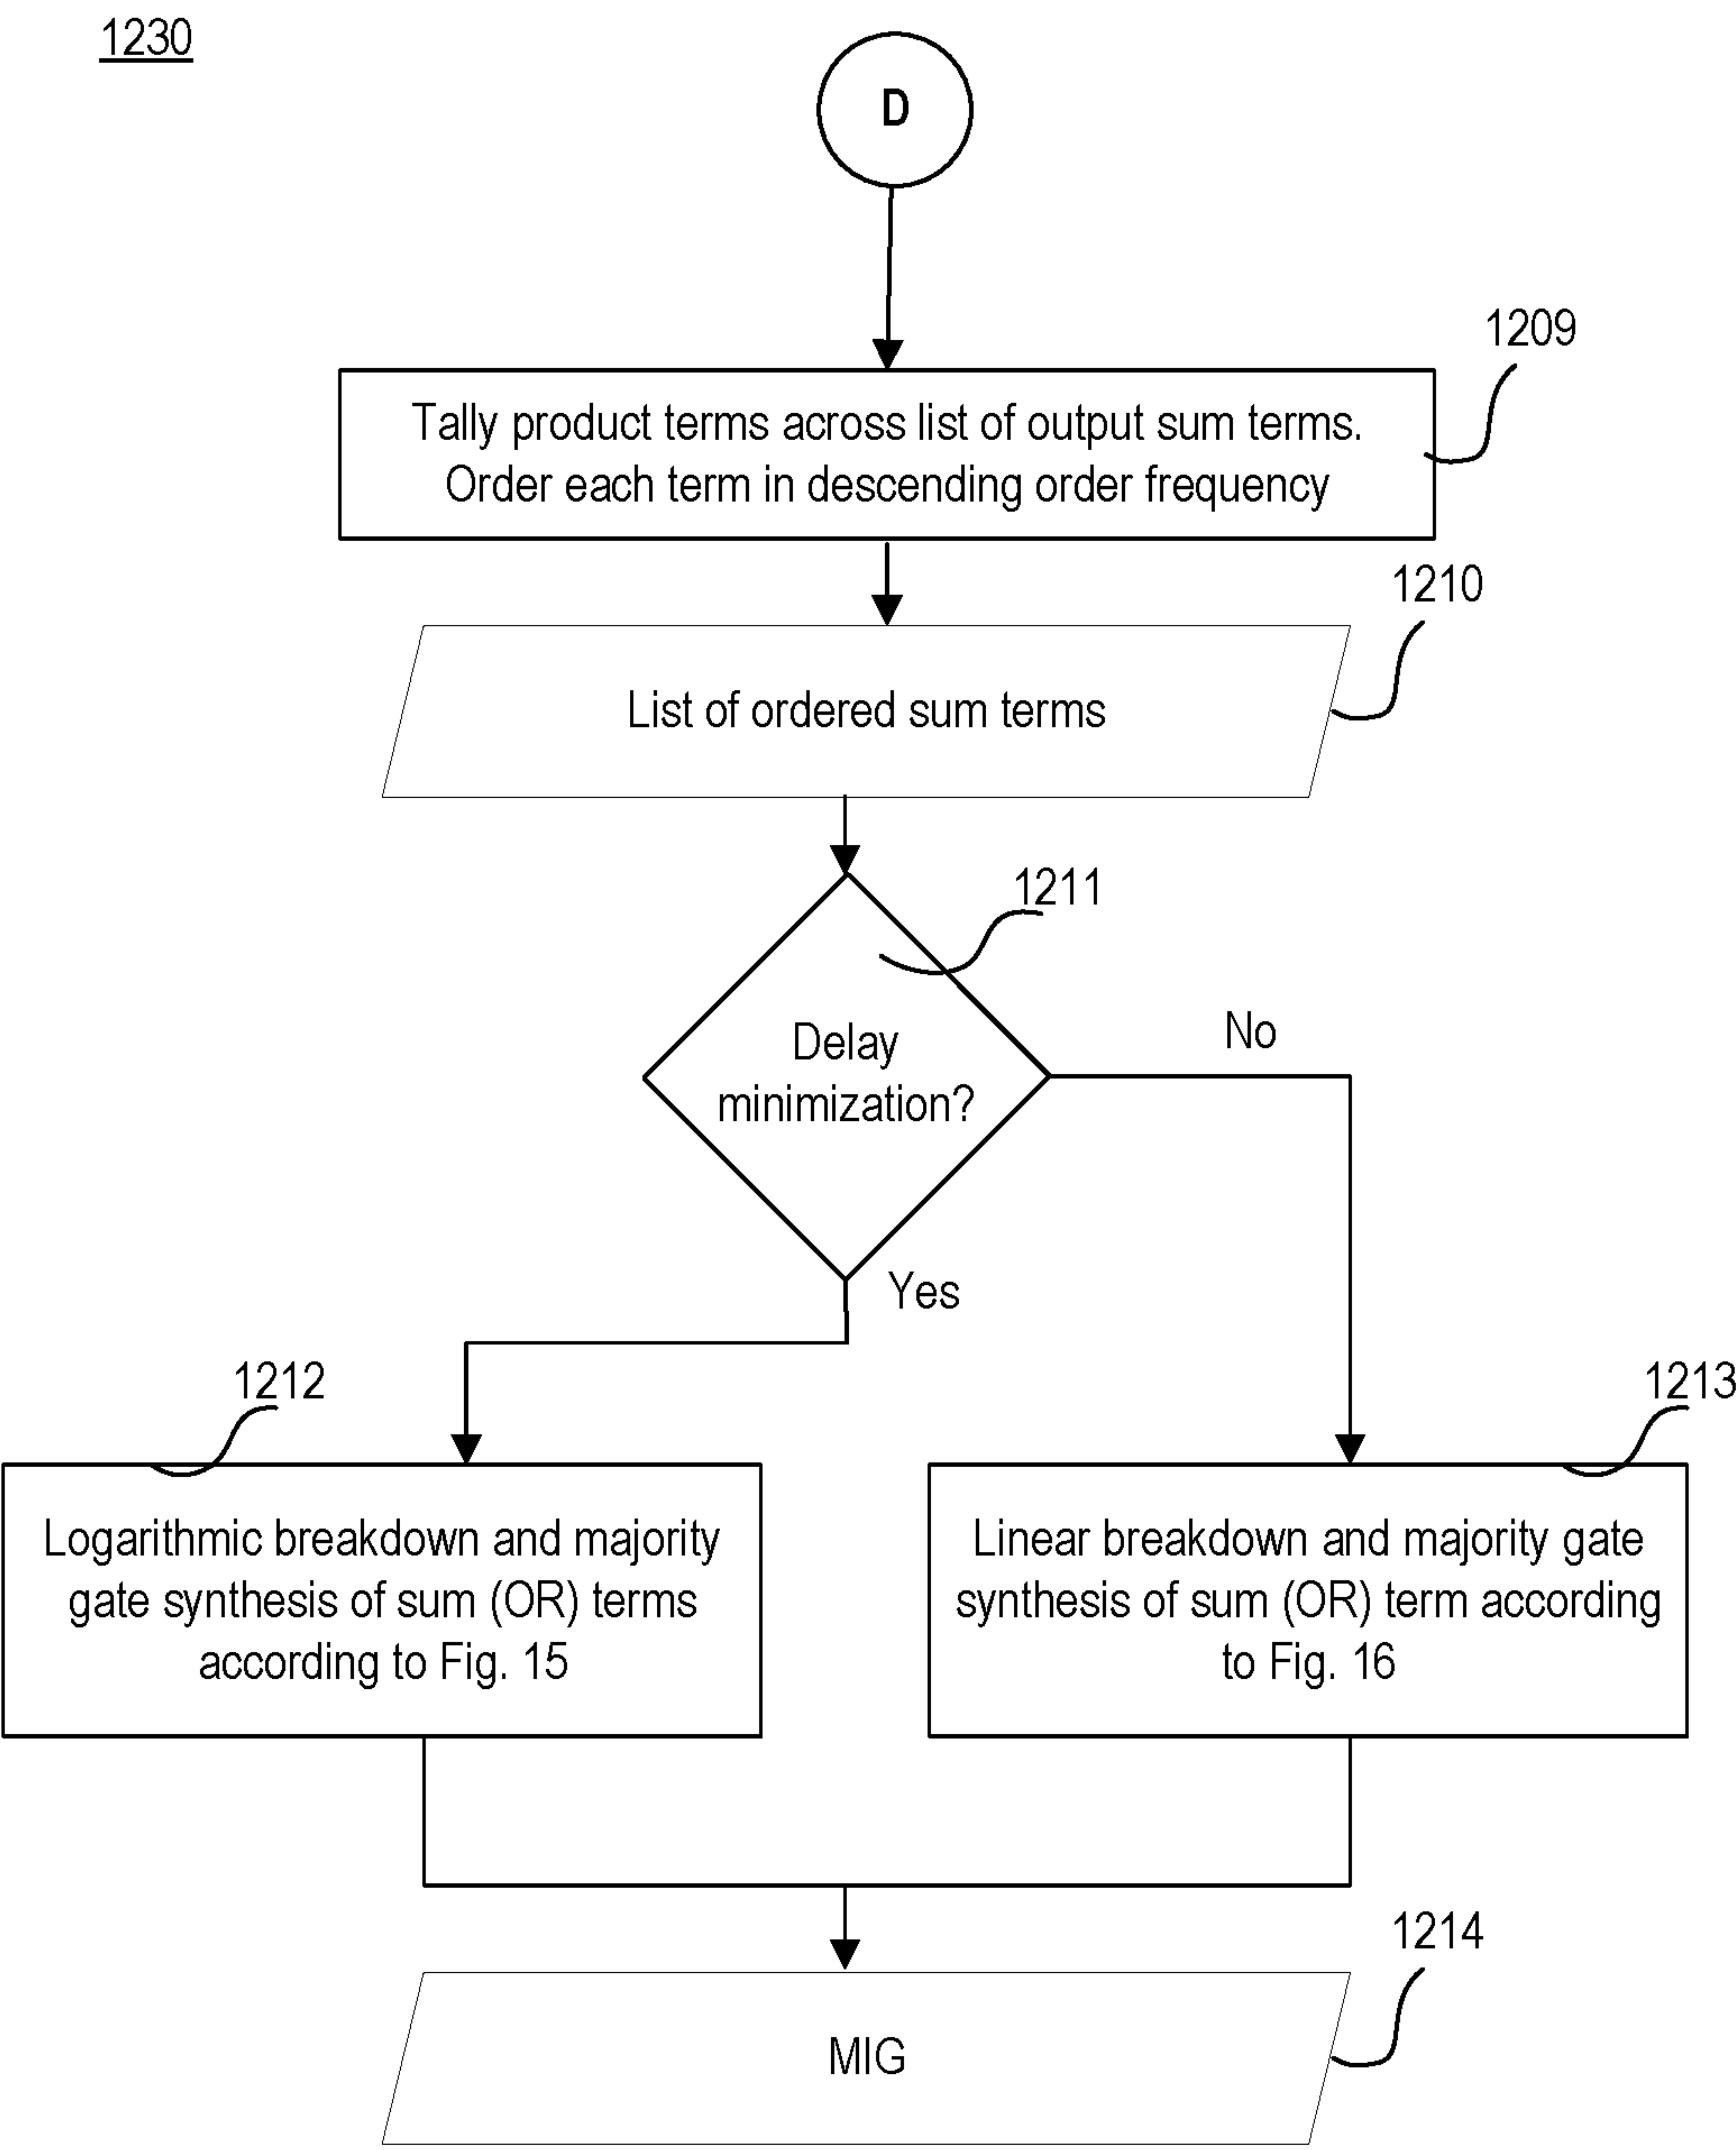 1230
D
1209
Tally product terms across list of output sum terms.
Order each term in descending order frequency
1210
List of ordered sum terms
1211
Delay
minimization?
No
Yes
1212
1213
Logarithmic breakdown and majority
gate synthesis of sum (OR) terms
according to Fig. 15
Linear breakdown and majority gate
synthesis of sum (OR) term according
to Fig. 16
1214
MIG